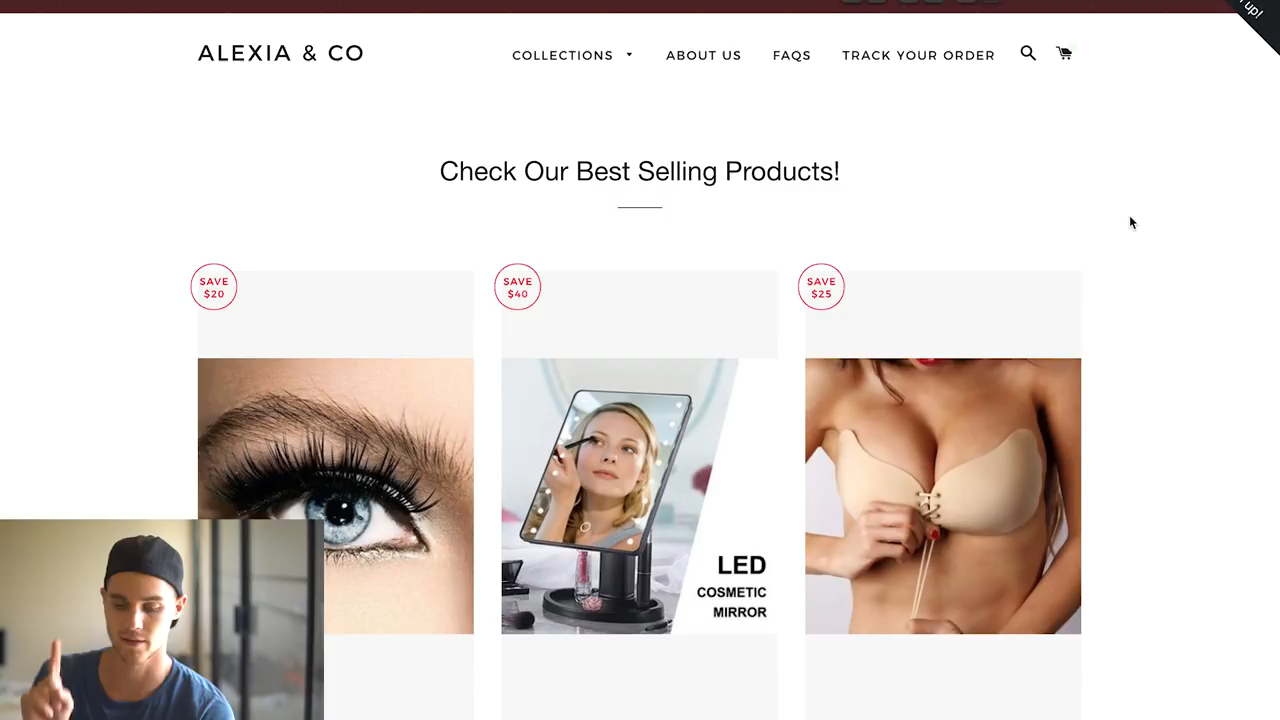 up!
ALEXIA & CO
COLLECTIONS
ABOUT US
FAQS
TRACK YOUR ORDER
Check Our Best Selling Products!
SAVE
$20
SAVE
$40
SAVE
$25
LED
COSMETIC
MIRROR